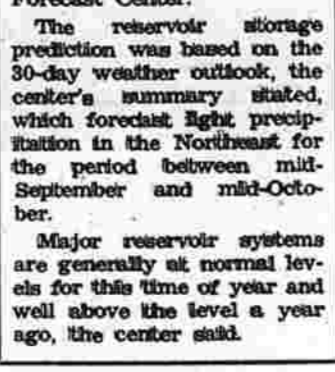 Forecast Center.
The reservoir storage
prediction was based on the
30-day weather outlook, the
center's summary stated,
which forecast light precip-
itation in the Northeast for
the period between mid-
September and mid-Octo-
ber.
Major reservoir systems
are generally at normal lev-
els for this time of year and
well above the level a year
ago, the center said.